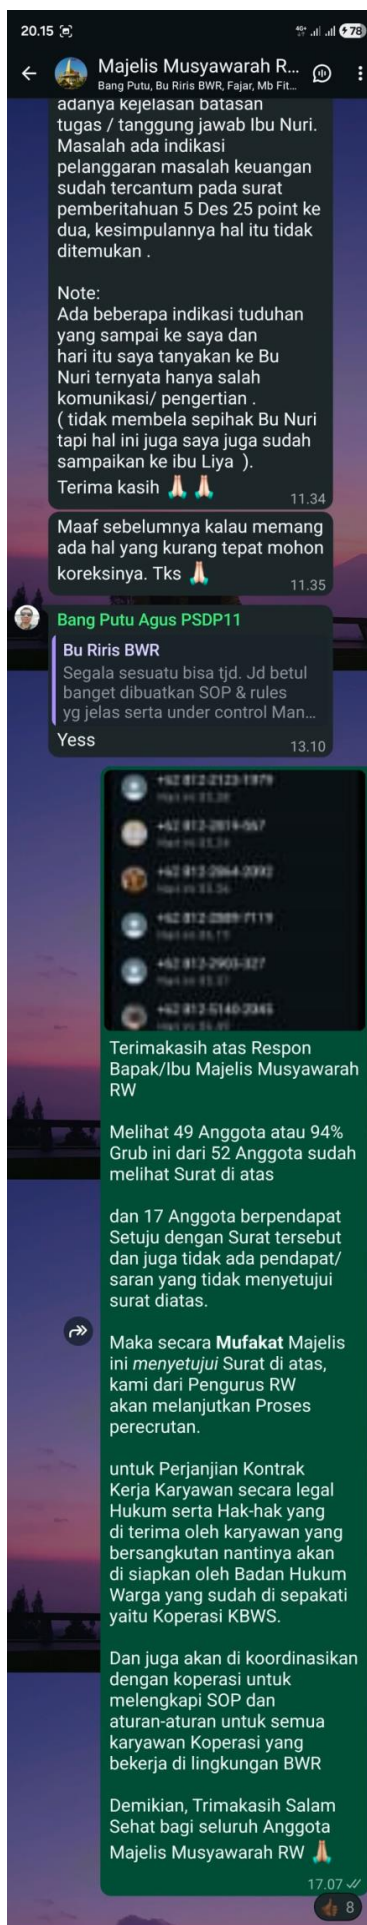 20.15
78
Majelis Musyawarah R...
Bang Putu, Bu Riris BWR, Fajar, Mb Fit...
adanya kejelasan batasan
tugas / tanggung jawab Ibu Nuri.
Masalah ada indikasi
pelanggaran masalah keuangan
sudah tercantum pada surat
pemberitahuan 5 Des 25 point ke
dua, kesimpulannya hal itu tidak
ditemukan .
Note:
Ada beberapa indikasi tuduhan
yang sampai ke saya dan
hari itu saya tanyakan ke Bu
Nuri ternyata hanya salah
komunikasi/ pengertian .
( tidak membela sepihak Bu Nuri
tapi hal ini juga saya juga sudah
sampaikan ke ibu Liya ).
Terima kasih 🙏🏻 🙏🏻
11.34
Maaf sebelumnya kalau memang
ada hal yang kurang tepat mohon
koreksinya. Tks 🙏🏻
11.35
Bang Putu Agus PSDP11
Bu Riris BWR
Segala sesuatu bisa tjd. Jd betul
banget dibuatkan SOP & rules
yg jelas serta under control Man...
Yess
13.10
Terimakasih atas Respon
Bapak/Ibu Majelis Musyawarah
RW
Melihat 49 Anggota atau 94%
Grub ini dari 52 Anggota sudah
melihat Surat di atas
dan 17 Anggota berpendapat
Setuju dengan Surat tersebut
dan juga tidak ada pendapat/
saran yang tidak menyetujui
surat diatas.
Maka secara Mufakat Majelis
ini menyetujui Surat di atas,
kami dari Pengurus RW
akan melanjutkan Proses
perecrutan.
untuk Perjanjian Kontrak
Kerja Karyawan secara legal
Hukum serta Hak-hak yang
di terima oleh karyawan yang
bersangkutan nantinya akan
di siapkan oleh Badan Hukum
Warga yang sudah di sepakati
yaitu Koperasi KBWS.
Dan juga akan di koordinasikan
dengan koperasi untuk
melengkapi SOP dan
aturan-aturan untuk semua
karyawan Koperasi yang
bekerja di lingkungan BWR
Demikian, Trimakasih Salam
Sehat bagi seluruh Anggota
Majelis Musyawarah RW 🙏🏻
17.07
8